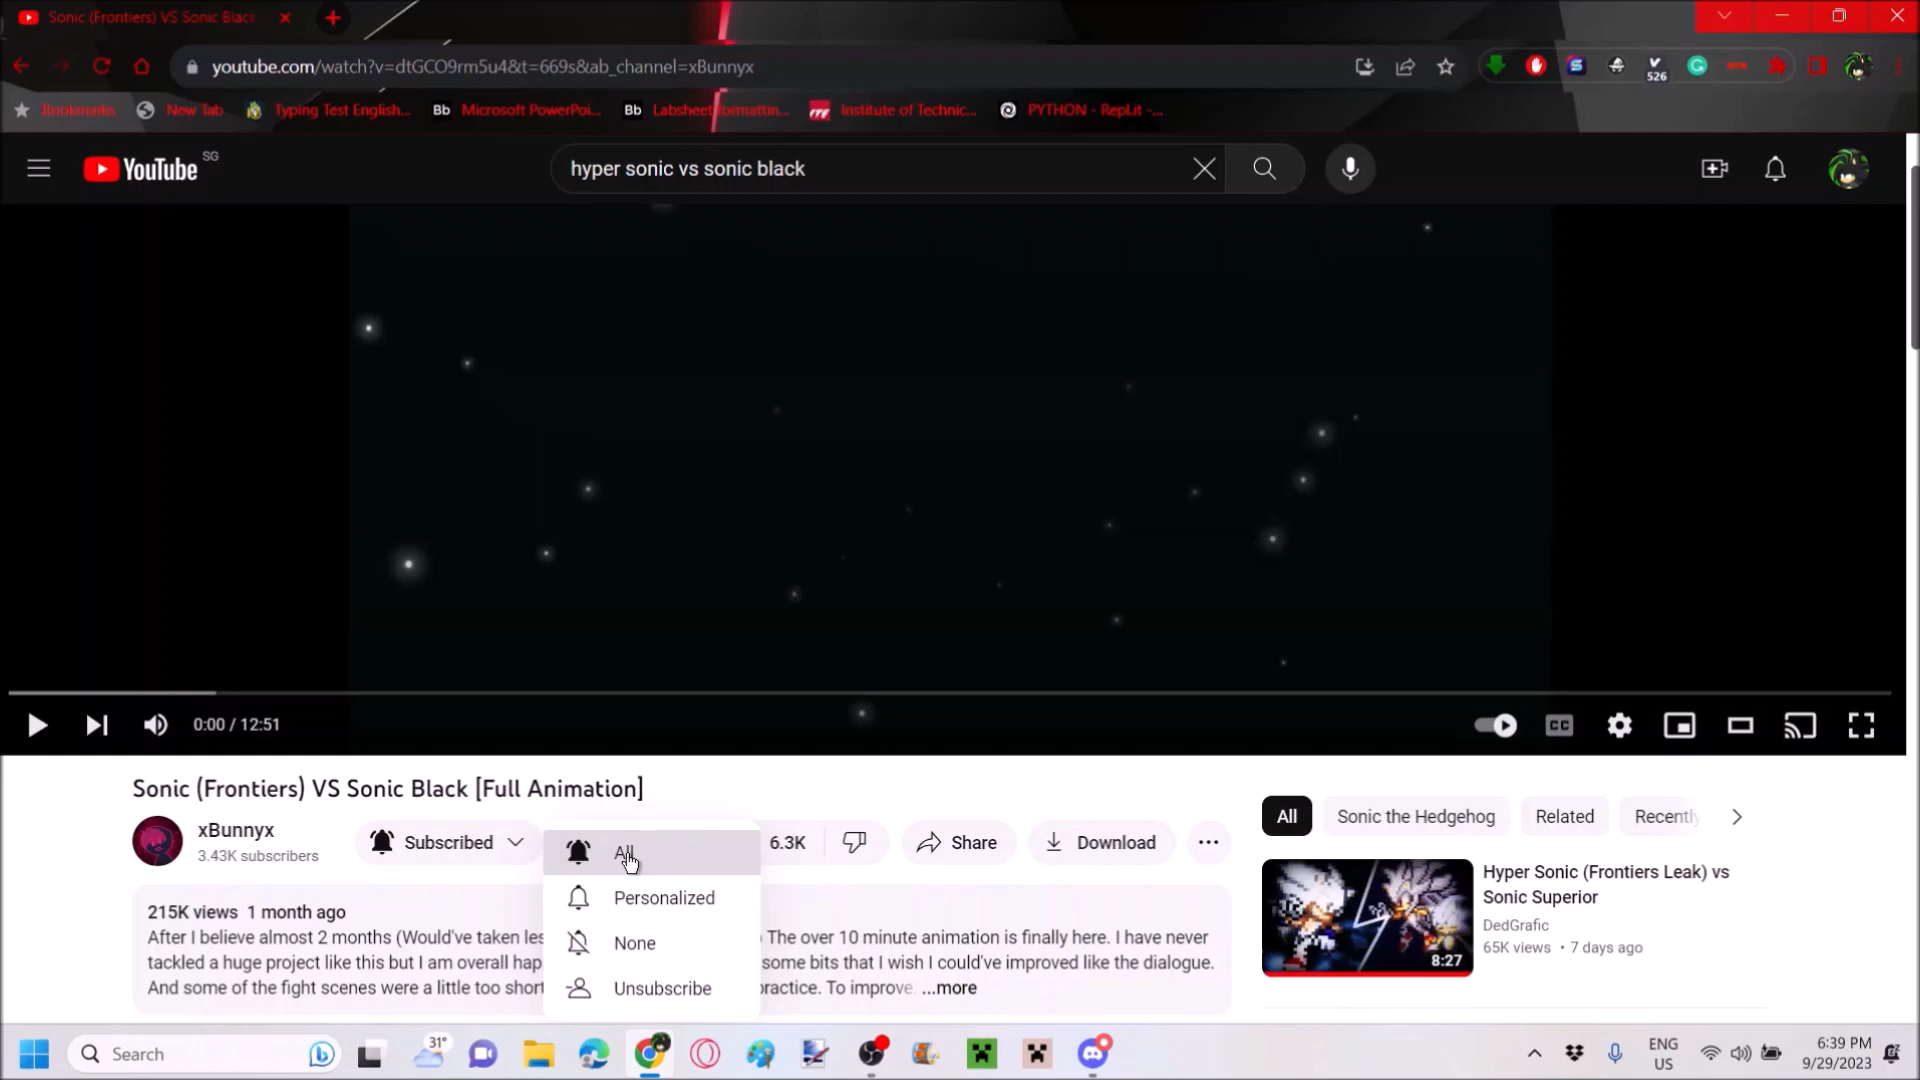 Sonic (Frontiers) VS Sonic Black
youtube.com/watch?v=dtGCO9rm5u4&t=669s&ab_channel=xBunnyx
526
Bookmarks New Tab Typing Test English... Bb Microsoft PowerPoi... Bb Labsheet formattin... Institute of Technic... PYTHON - Repl.it -...
YouTube SG
hyper sonic vs sonic black
0:00 / 12:51
CC
Sonic (Frontiers) VS Sonic Black [Full Animation]
xBunnyx
3.43K subscribers
Subscribed
All
Personalized
None
Unsubscribe
6.3K
Share
Download
215K views 1 month ago
After I believe almost 2 months (Would've taken les ) The over 10 minute animation is finally here. I have never
tackled a huge project like this but I am overall hap some bits that I wish I could've improved like the dialogue.
And some of the fight scenes were a little too short practice. To improve. ...more
All Sonic the Hedgehog Related Recently
Hyper Sonic (Frontiers Leak) vs
Sonic Superior
DedGrafic
65K views • 7 days ago
8:27
Search
31°
ENG
US
6:39 PM
9/29/2023